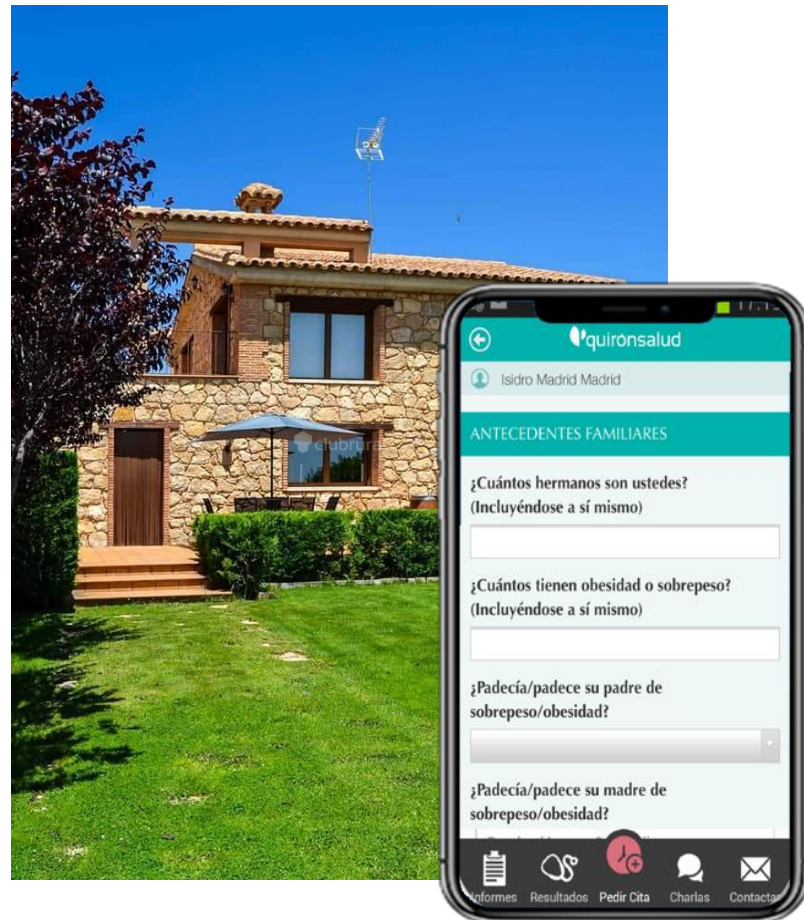 clubrural
quirónsalud
Isidro Madrid Madrid
ANTECEDENTES FAMILIARES
¿Cuántos hermanos son ustedes?
(Incluyéndose a sí mismo)
¿Cuántos tienen obesidad o sobrepeso?
(Incluyéndose a sí mismo)
¿Padecía/padece su padre de
sobrepeso/obesidad?
¿Padecía/padece su madre de
sobrepeso/obesidad?
Informes Resultados Pedir Cita Charlas Contactar